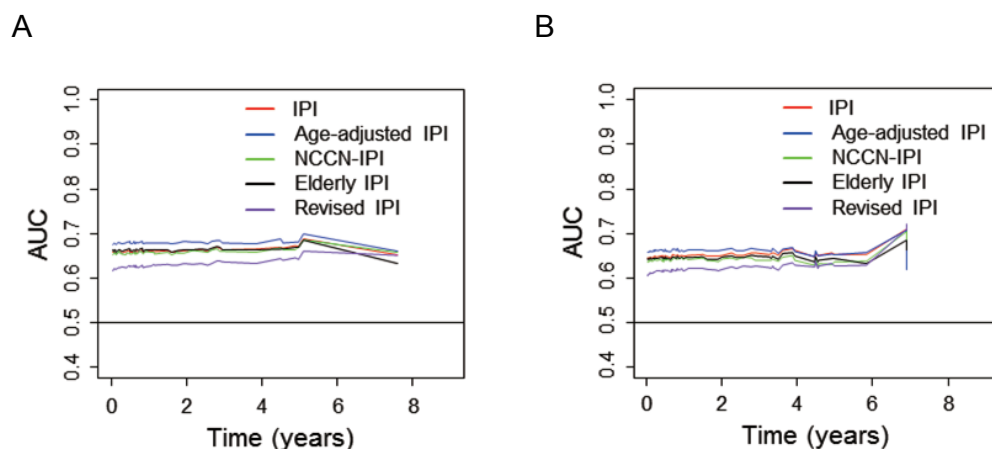 A
AUC
1.0
0.9
0.8
0.7
0.6
0.5
0.4
IPI
Age-adjusted IPI
NCCN-IPI
Elderly IPI
Revised IPI
0 2 4 6 8
Time (years)
B
AUC
1.0
0.9
0.8
0.7
0.6
0.5
0.4
IPI
Age-adjusted IPI
NCCN-IPI
Elderly IPI
Revised IPI
0 2 4 6 8
Time (years)